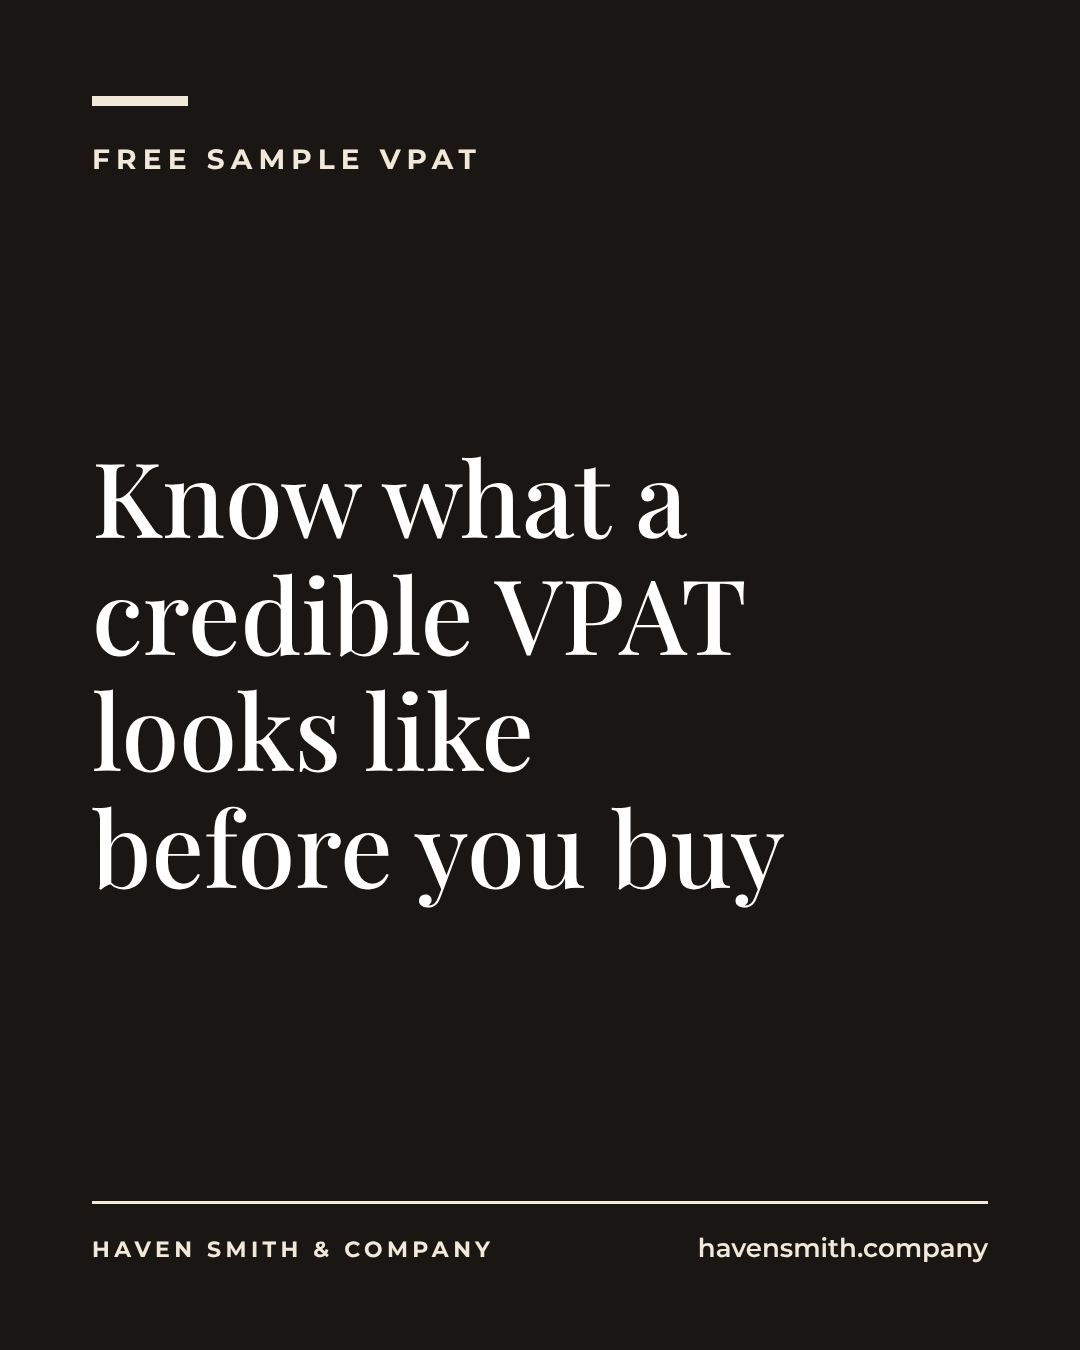 FREE SAMPLE VPAT
Know what a
credible VPAT
looks like
before you buy
HAVEN SMITH & COMPANY
havensmith.company